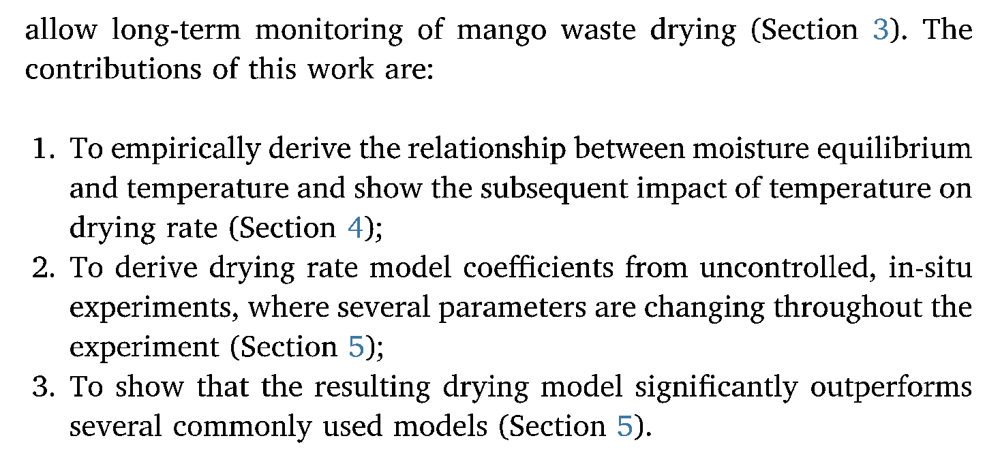 allow long-term monitoring of mango waste drying (Section 3). The
contributions of this work are:
1. To empirically derive the relationship between moisture equilibrium
and temperature and show the subsequent impact of temperature on
drying rate (Section 4);
2. To derive drying rate model coefficients from uncontrolled, in-situ
experiments, where several parameters are changing throughout the
experiment (Section 5);
3. To show that the resulting drying model significantly outperforms
several commonly used models (Section 5).